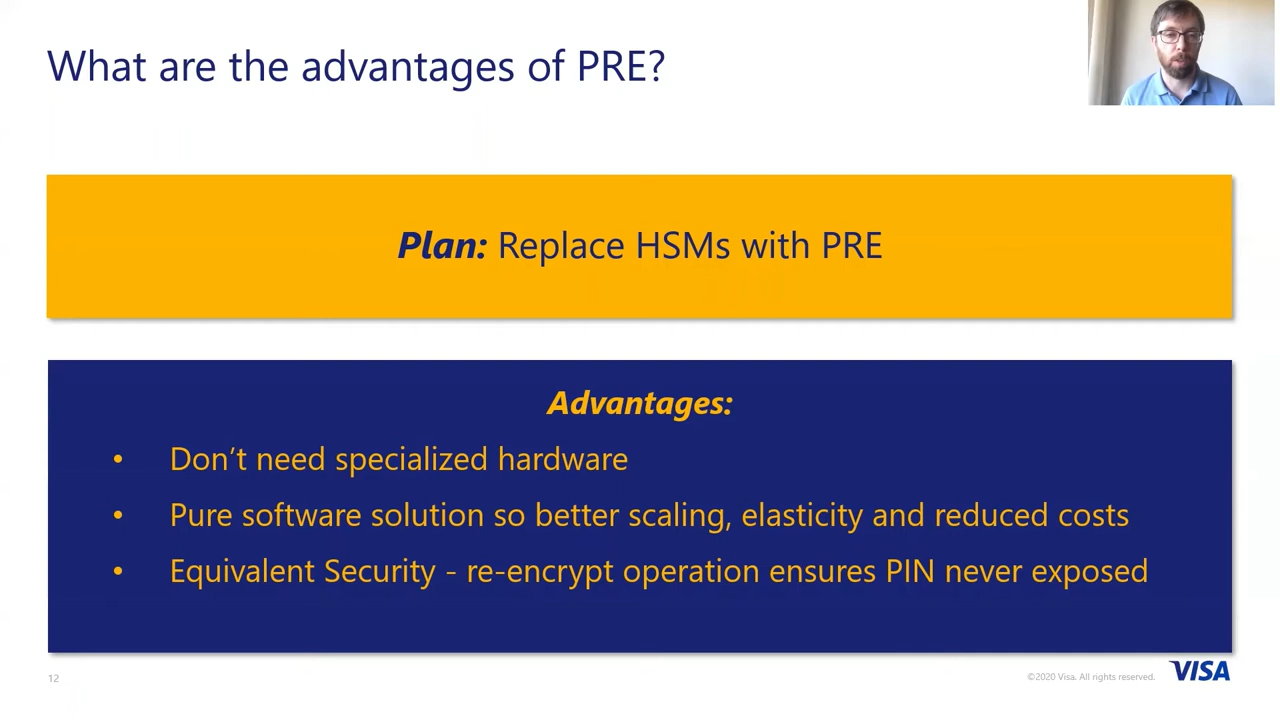 What are the advantages of PRE?
Plan: Replace HSMs with PRE
Advantages:
• Don’t need specialized hardware
• Pure software solution so better scaling, elasticity and reduced costs
• Equivalent Security - re-encrypt operation ensures PIN never exposed
12
©2020 Visa. All rights reserved.
VISA